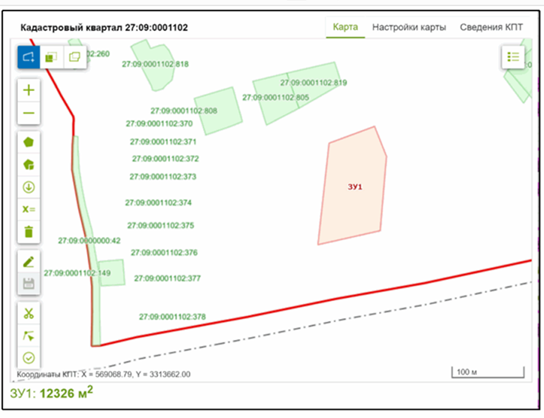 Кадастровый квартал 27:09:0001102
Карта
Настройки карты
Сведения КПТ
02:260
27:09:0001102:818
27:09:0001102:819
27:09:0001102:805
27:09:0001102:808
27:09:0001102:370
27:09:0001102:371
27:09:0001102:372
27:09:0001102:373
27:09:0001102:374
27:09:0001102:375
27:09:0000000:42
27:09:0001102:376
27:09:0001102:149
27:09:0001102:377
27:09:0001102:378
ЗУ1
x=
Координаты КПТ: X = 569068.79, Y = 3313662.00
100 м
ЗУ1: 12326 м²